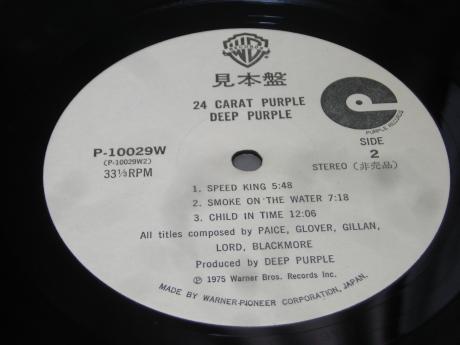 見本盤
24 CARAT PURPLE
DEEP PURPLE
PURPLE RECORDS
P-10029W
(P-10029W2)
33⅓RPM
SIDE
2
STEREO (非売品)
1. SPEED KING 5:48
2. SMOKE ON THE WATER 7:18
3. CHILD IN TIME 12:06
All titles composed by PAICE, GLOVER, GILLAN,
LORD, BLACKMORE
Produced by DEEP PURPLE
℗ 1975 Warner Bros. Records Inc.
MADE BY WARNER-PIONEER CORPORATION, JAPAN.